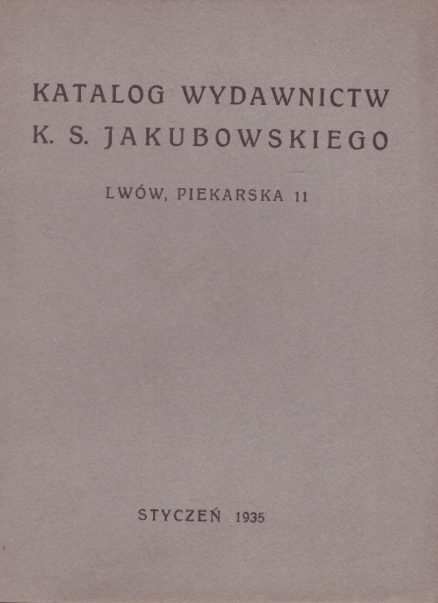 KATALOG WYDAWNICTW
K. S. JAKUBOWSKIEGO
LWÓW, PIEKARSKA 11
STYCZEŃ 1935